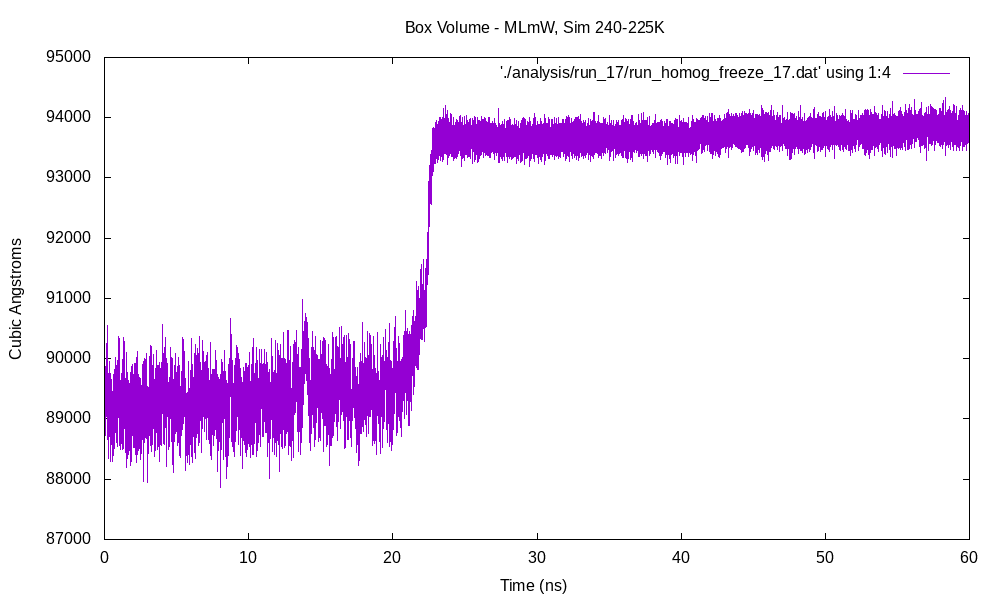 Box Volume - MLmW, Sim 240-225K
'./analysis/run_17/run_homog_freeze_17.dat' using 1:4
95000
94000
93000
92000
91000
90000
89000
88000
87000
Cubic Angstroms
0 10 20 30 40 50 60
Time (ns)